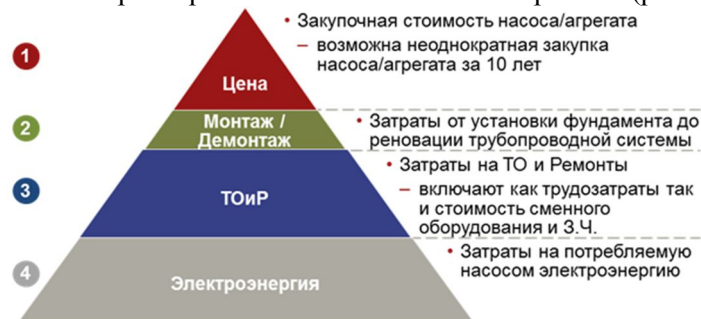 • Закупочная стоимость насоса/агрегата
– возможна неоднократная закупка
насоса/агрегата за 10 лет
1
Цена
2
Монтаж /
Демонтаж
• Затраты от установки фундамента до
реновации трубопроводной системы
3
ТОиР
• Затраты на ТО и Ремонты
– включают как трудозатраты так
и стоимость сменного
оборудования и З.Ч.
4
Электроэнергия
• Затраты на потребляемую
насосом электроэнергию